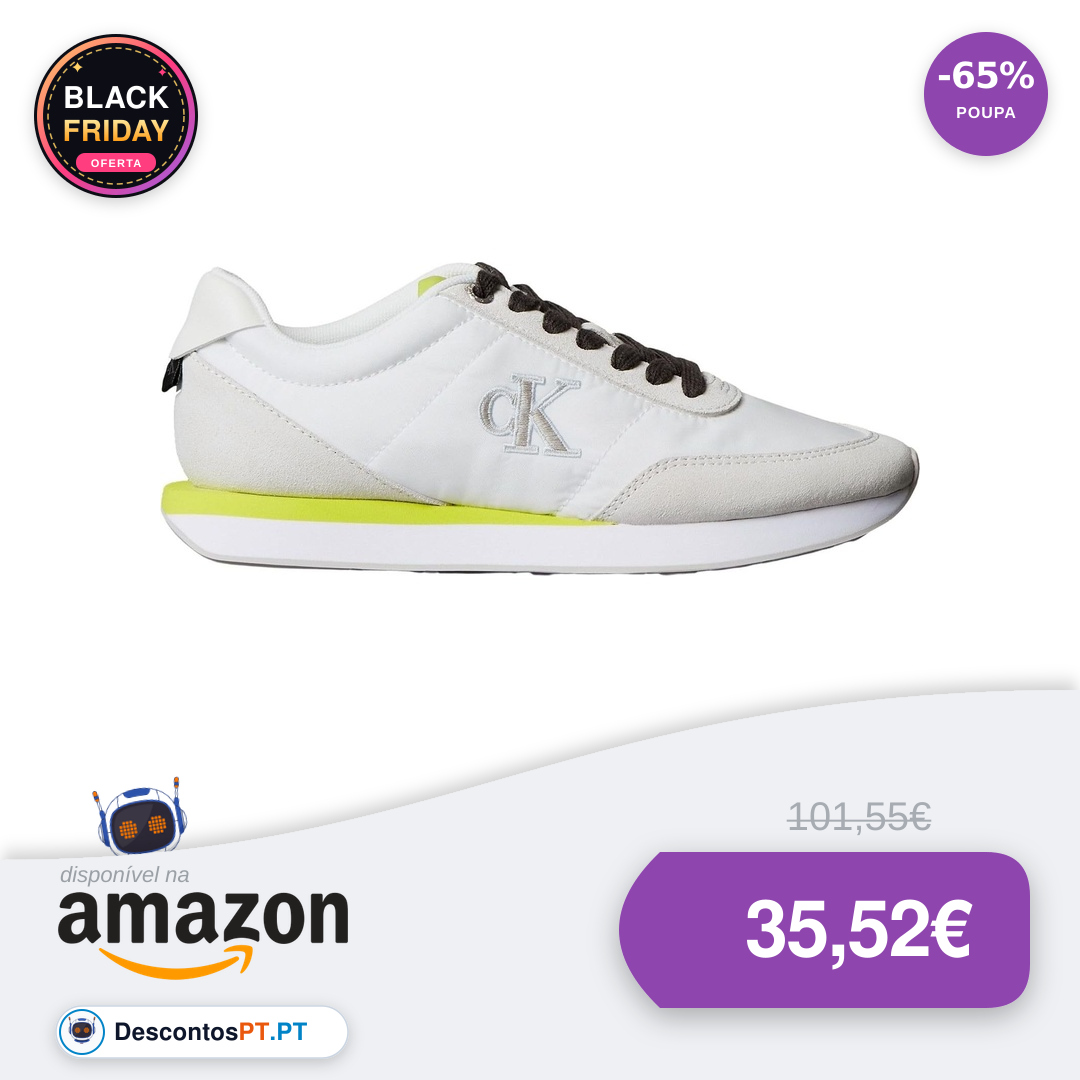 BLACK
FRIDAY
OFERTA
-65%
POUPA
CK
101,55€
35,52€
disponível na
amazon
DescontosPT.PT